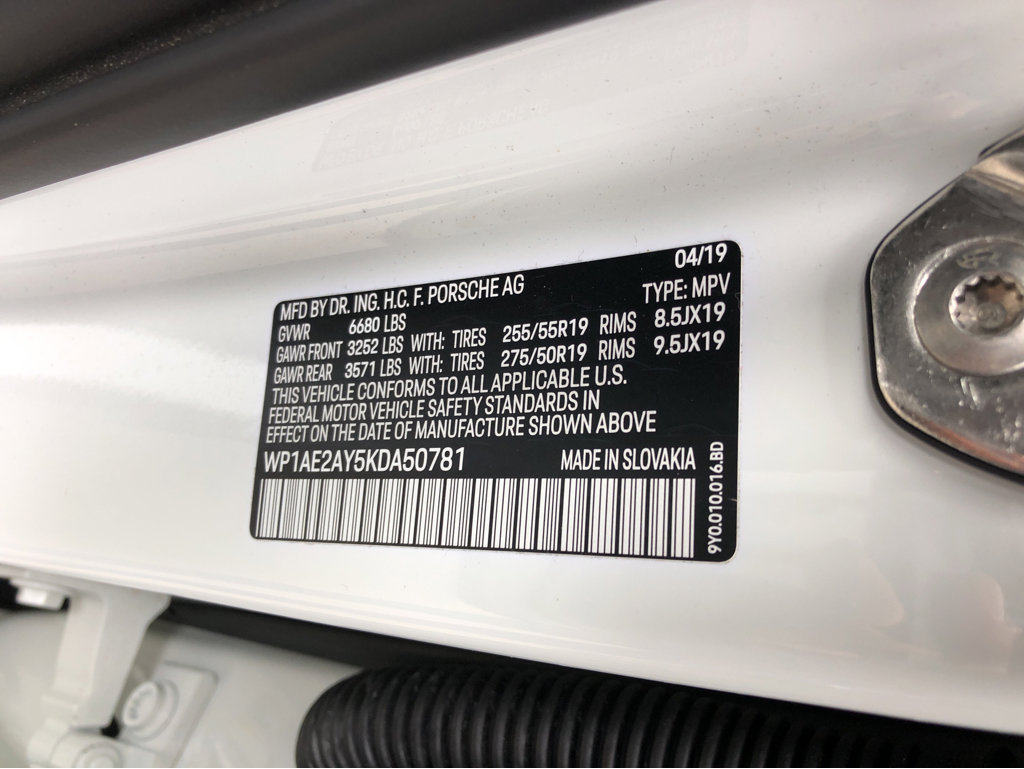 04/19
MFD BY DR. ING. H.C. F. PORSCHE AG TYPE: MPV
GVWR 6680 LBS
GAWR FRONT 3252 LBS WITH: TIRES 255/55R19 RIMS 8.5JX19
GAWR REAR 3571 LBS WITH: TIRES 275/50R19 RIMS 9.5JX19
THIS VEHICLE CONFORMS TO ALL APPLICABLE U.S.
FEDERAL MOTOR VEHICLE SAFETY STANDARDS IN
EFFECT ON THE DATE OF MANUFACTURE SHOWN ABOVE
WP1AE2AY5KDA50781 MADE IN SLOVAKIA
9Y0.010.016.BD